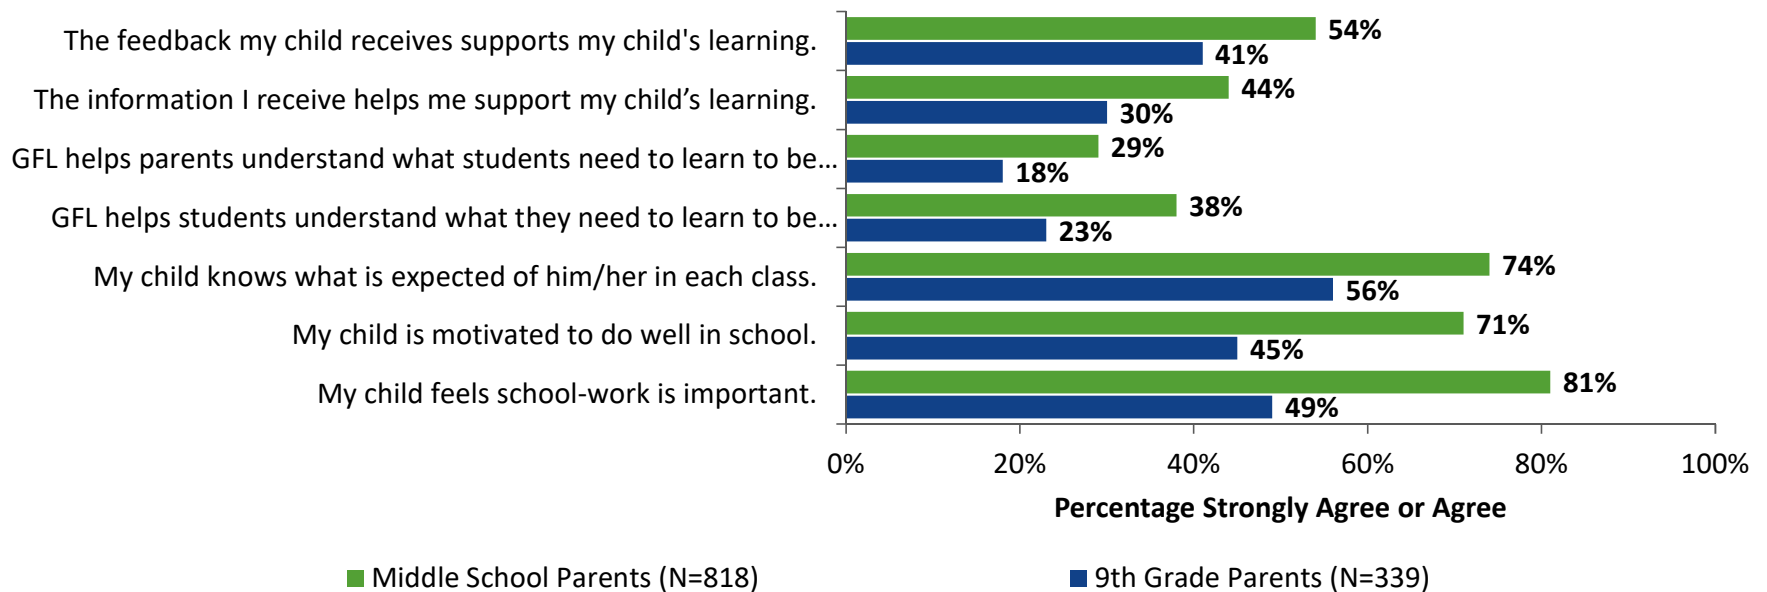 The feedback my child receives supports my child's learning.
54%
41%
The information I receive helps me support my child’s learning.
44%
30%
GFL helps parents understand what students need to learn to be…
29%
18%
GFL helps students understand what they need to learn to be…
38%
23%
My child knows what is expected of him/her in each class.
74%
56%
My child is motivated to do well in school.
71%
45%
My child feels school-work is important.
81%
49%
0% 20% 40% 60% 80% 100%
Percentage Strongly Agree or Agree
Middle School Parents (N=818) 9th Grade Parents (N=339)